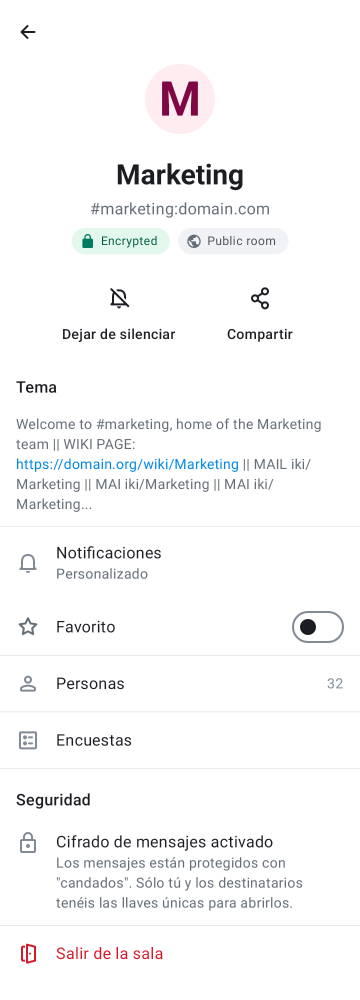 M
Marketing
#marketing:domain.com
Encrypted
Public room
Dejar de silenciar
Compartir
Tema
Welcome to #marketing, home of the Marketing
team || WIKI PAGE:
https://domain.org/wiki/Marketing || MAIL iki/
Marketing || MAI iki/Marketing || MAI iki/
Marketing...
Notificaciones
Personalizado
Favorito
Personas 32
Encuestas
Seguridad
Cifrado de mensajes activado
Los mensajes están protegidos con
"candados". Sólo tú y los destinatarios
tenéis las llaves únicas para abrirlos.
Salir de la sala